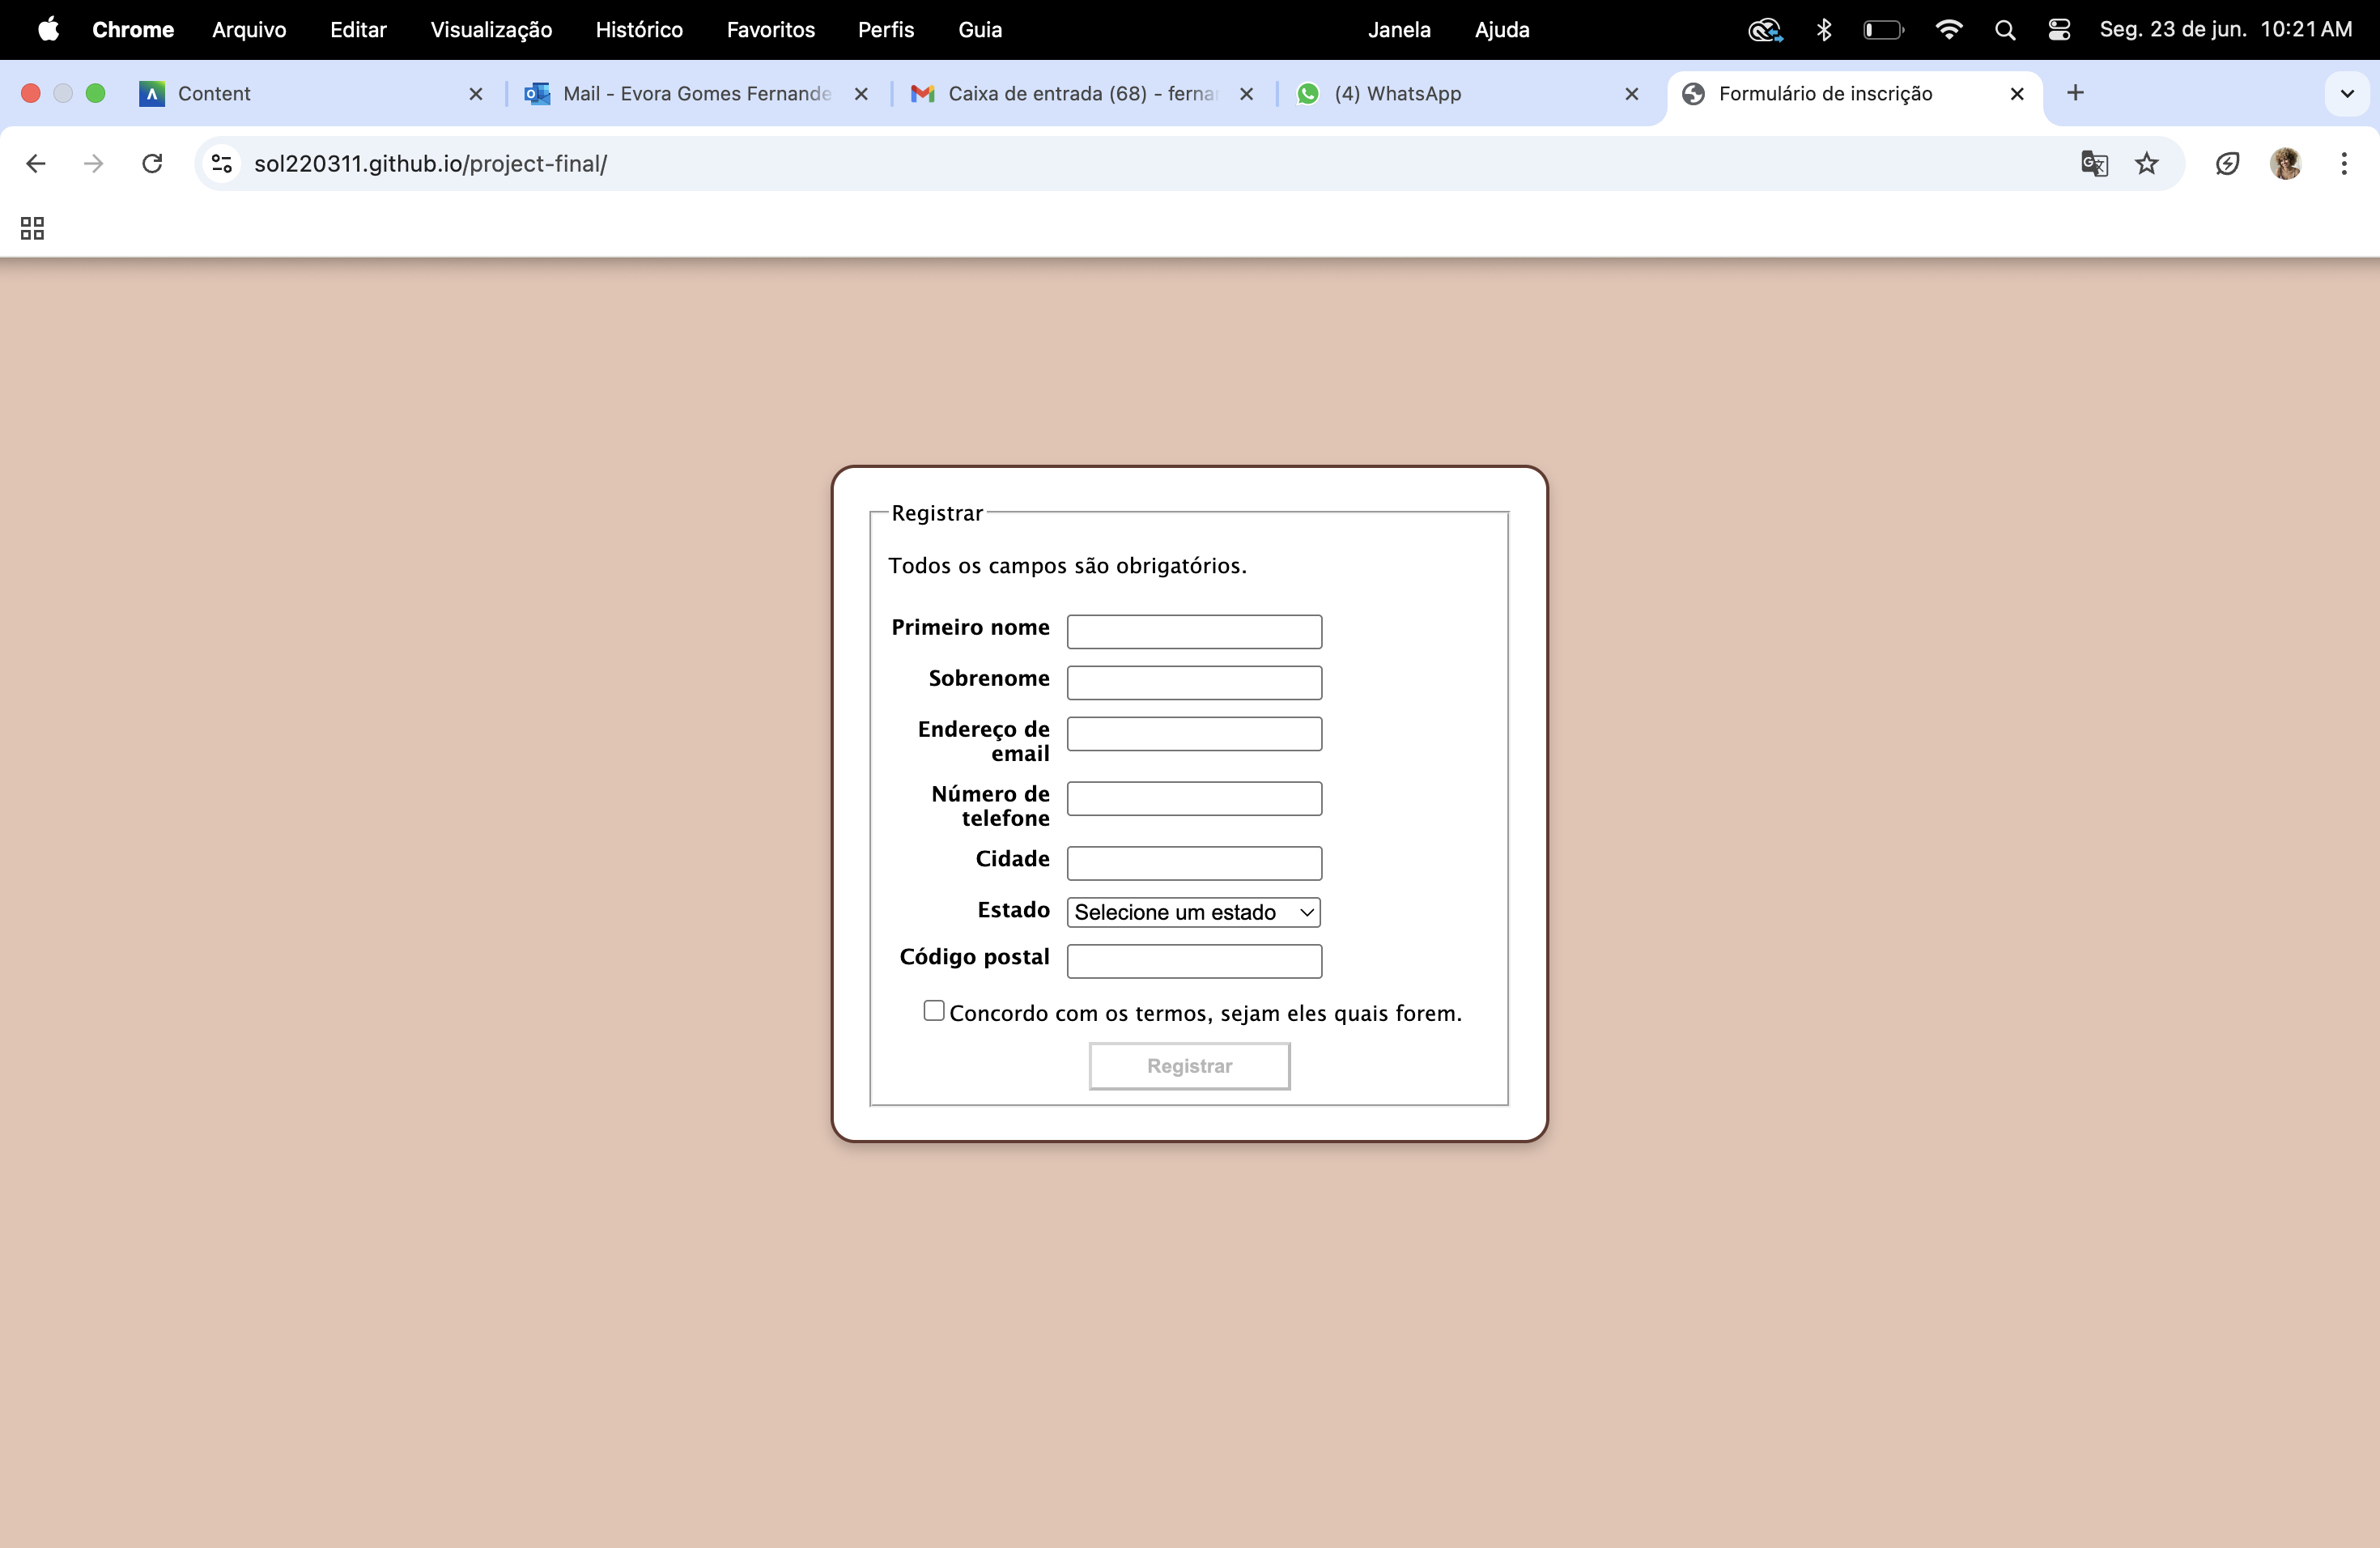 Chrome Arquivo Editar Visualização Histórico Favoritos Perfis Guia Janela Ajuda Seg. 23 de jun. 10:21 AM
Content Mail - Evora Gomes Fernande Caixa de entrada (68) - fernar (4) WhatsApp Formulário de inscrição
sol220311.github.io/project-final/
Registrar
Todos os campos são obrigatórios.
Primeiro nome
Sobrenome
Endereço de
email
Número de
telefone
Cidade
Estado Selecione um estado
Código postal
Concordo com os termos, sejam eles quais forem.
Registrar